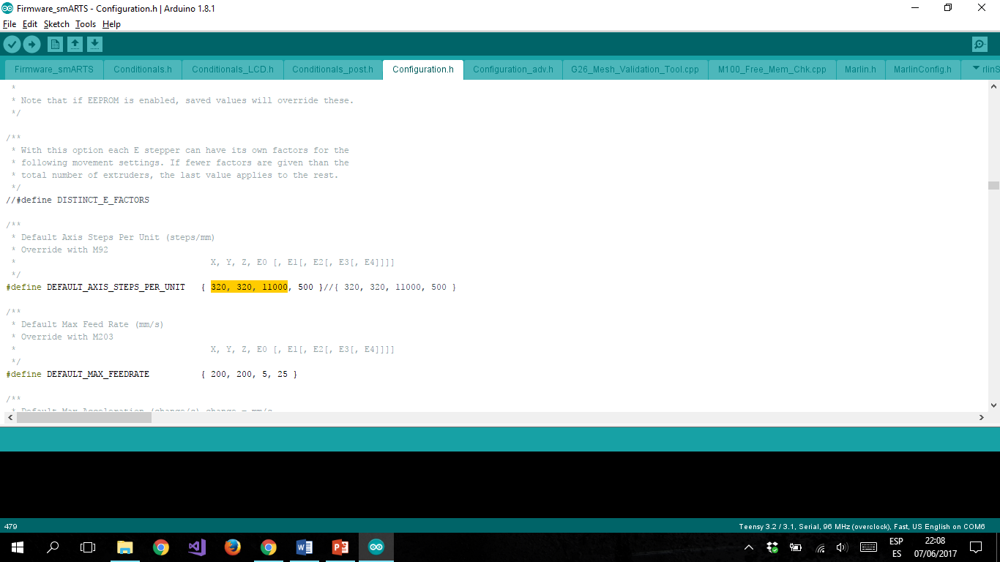 Firmware_smARTS - Configuration.h | Arduino 1.8.1
File Edit Sketch Tools Help
Firmware_smARTS Conditionals.h Conditionals_LCD.h Conditionals_post.h Configuration.h Configuration_adv.h G26_Mesh_Validation_Tool.cpp M100_Free_Mem_Chk.cpp Marlin.h MarlinConfig.h rlinS
*
* Note that if EEPROM is enabled, saved values will override these.
*/
/**
* With this option each E stepper can have its own factors for the
* following movement settings. If fewer factors are given than the
* total number of extruders, the last value applies to the rest.
*/
//#define DISTINCT_E_FACTORS
/**
* Default Axis Steps Per Unit (steps/mm)
* Override with M92
* X, Y, Z, E0 [, E1[, E2[, E3[, E4]]]]
*/
#define DEFAULT_AXIS_STEPS_PER_UNIT { 320, 320, 11000, 500 }//{ 320, 320, 11000, 500 }
/**
* Default Max Feed Rate (mm/s)
* Override with M203
* X, Y, Z, E0 [, E1[, E2[, E3[, E4]]]]
*/
#define DEFAULT_MAX_FEEDRATE { 200, 200, 5, 25 }
/**
* Default Max Acceleration (change/s) change = mm/s
479
Teensy 3.2 / 3.1, Serial, 96 MHz (overclock), Fast, US English on COM6
ESP
ES
22:08
07/06/2017